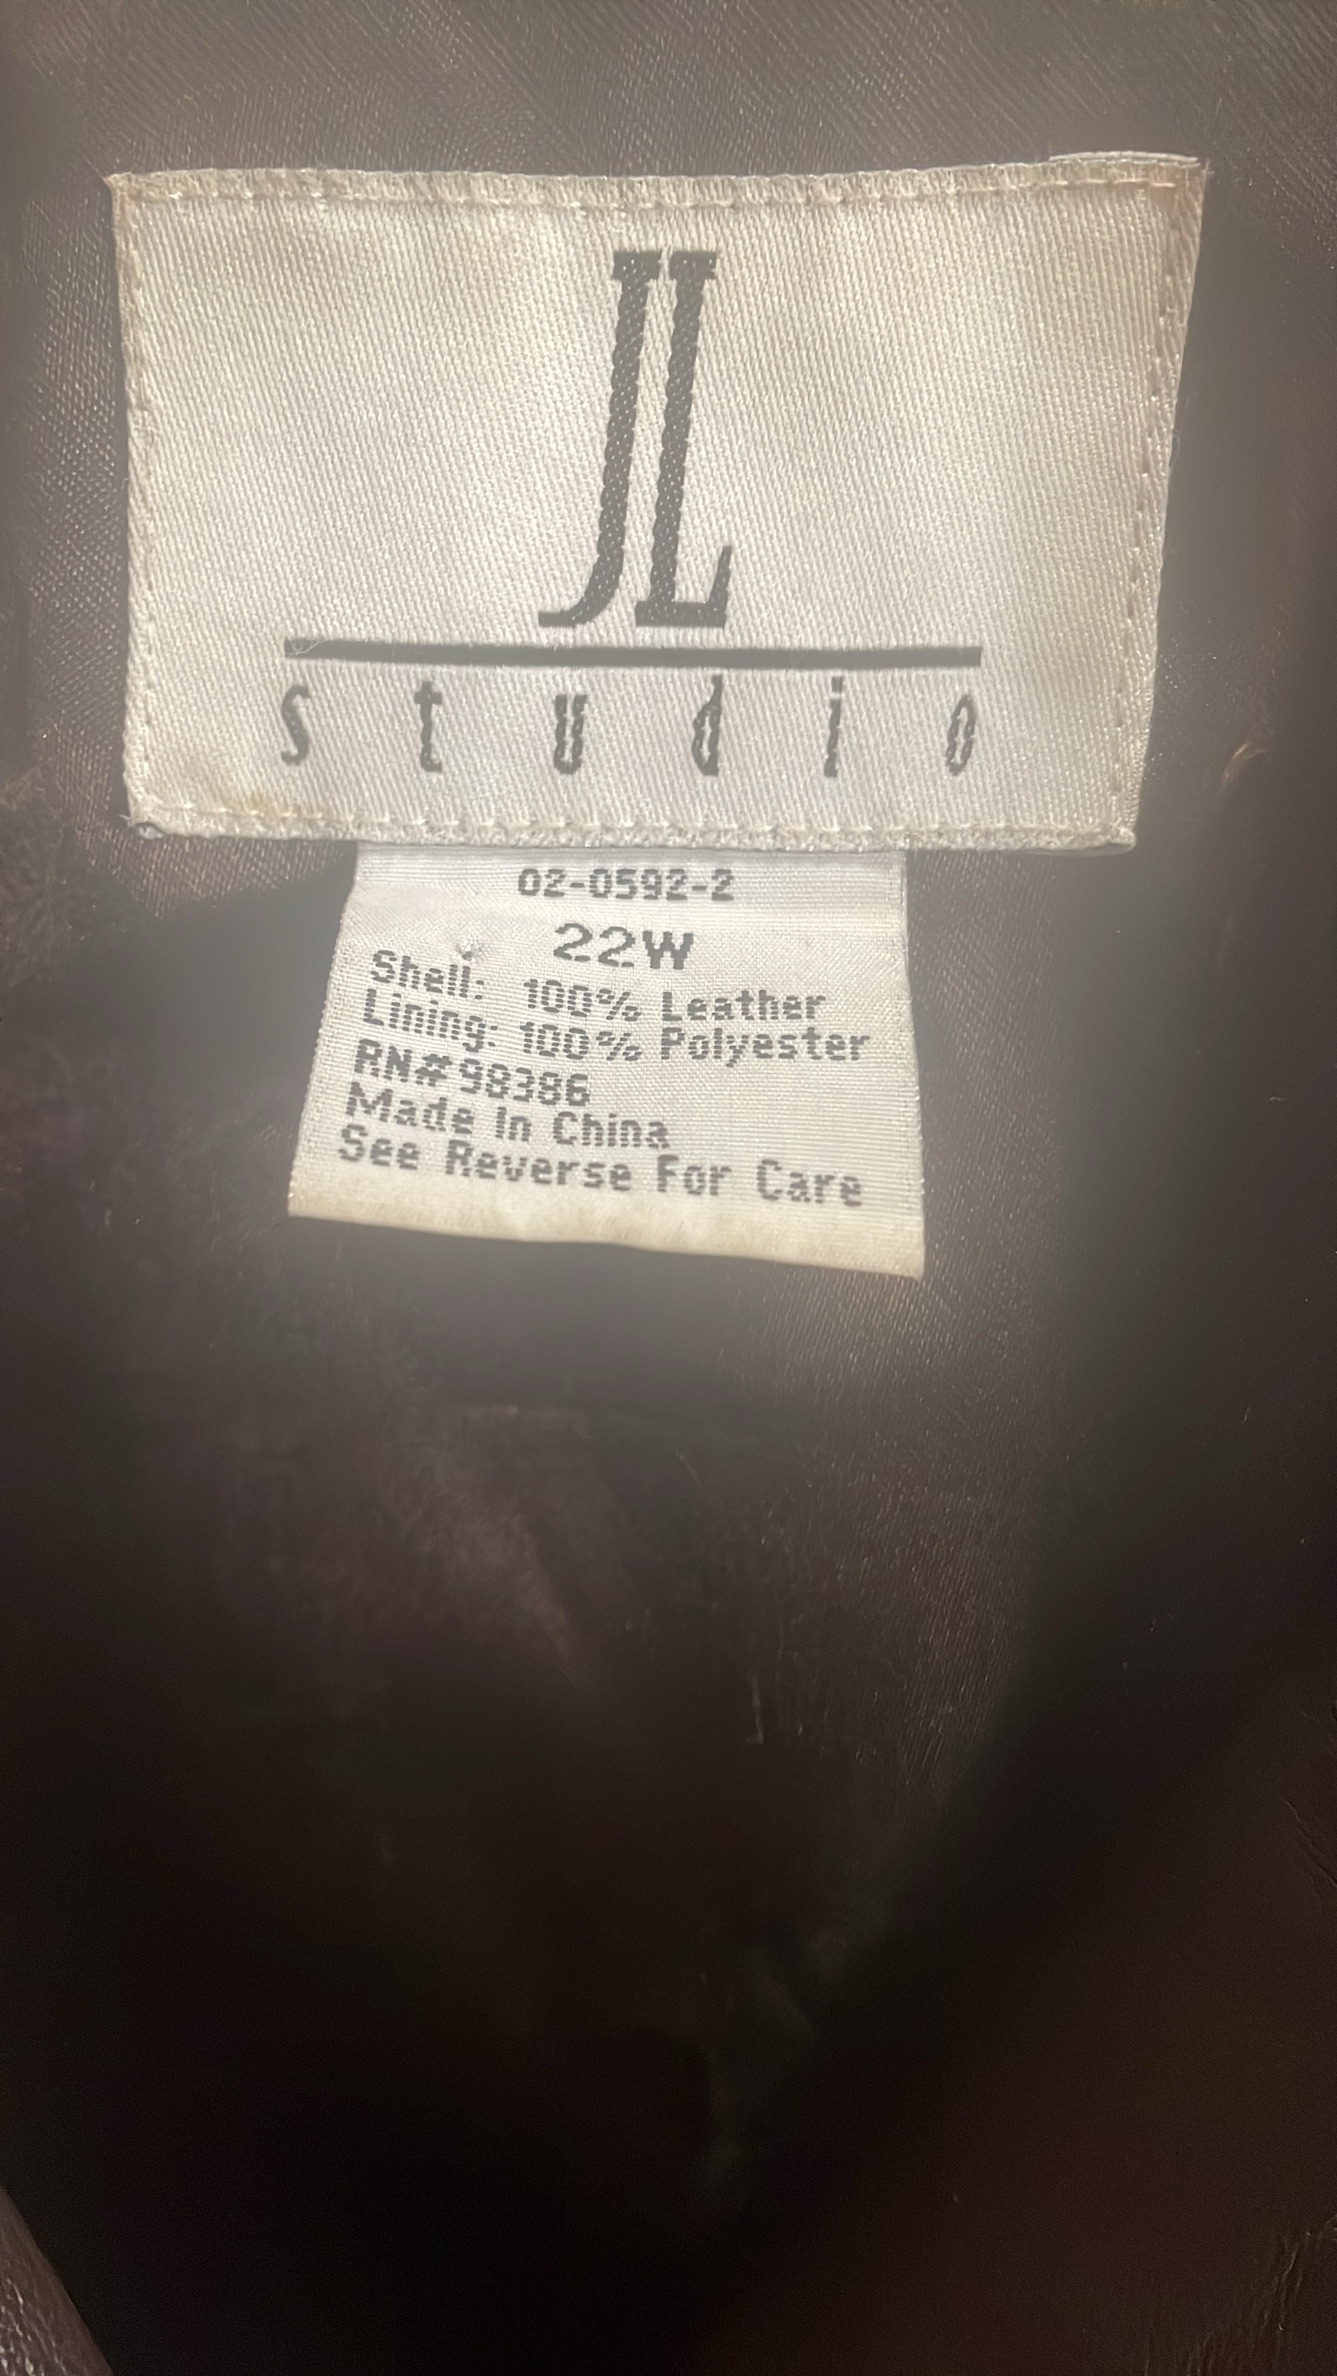 JL
studio
02-0592-2
22W
Shell: 100% Leather
Lining: 100% Polyester
RN#98386
Made In China
See Reverse For Care